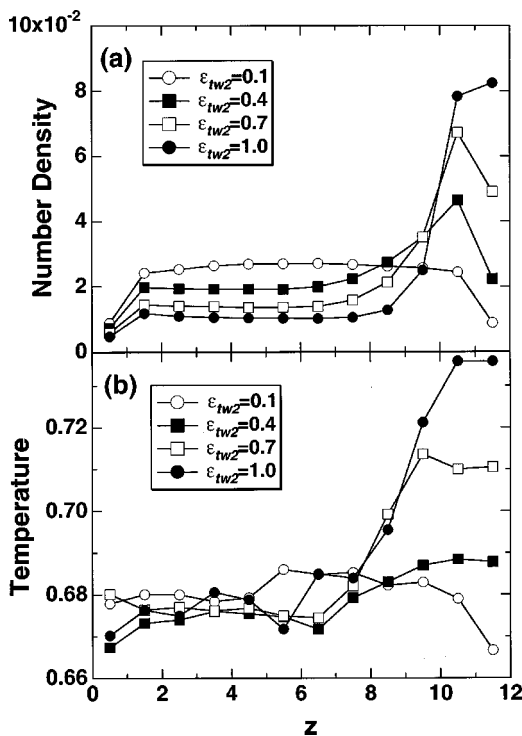 10x10⁻²
(a)
ε_tw2=0.1
ε_tw2=0.4
ε_tw2=0.7
ε_tw2=1.0
8
6
4
2
0
Number Density
(b)
ε_tw2=0.1
ε_tw2=0.4
ε_tw2=0.7
ε_tw2=1.0
0.72
0.70
0.68
0.66
Temperature
0 2 4 6 8 10 12
z